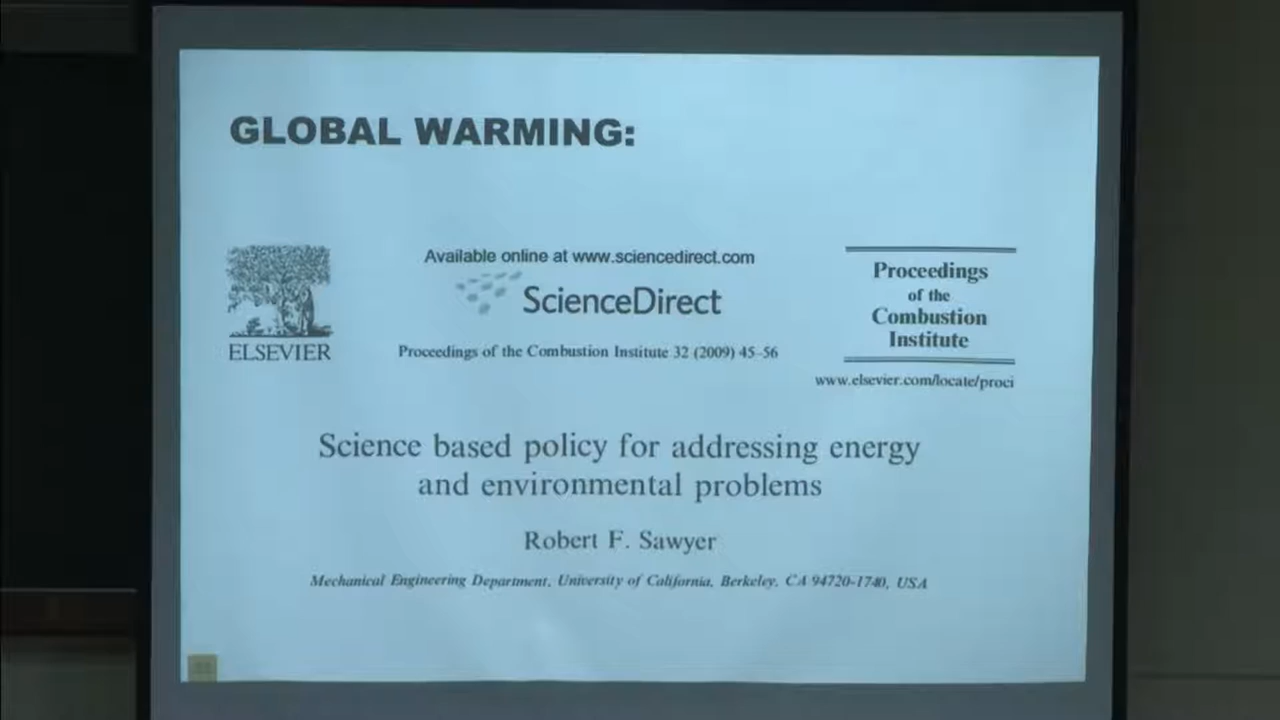 GLOBAL WARMING:
ELSEVIER
Available online at www.sciencedirect.com
ScienceDirect
Proceedings of the Combustion Institute 32 (2009) 45–56
Proceedings
of the
Combustion
Institute
www.elsevier.com/locate/proci
Science based policy for addressing energy
and environmental problems
Robert F. Sawyer
Mechanical Engineering Department, University of California, Berkeley, CA 94720-1740, USA